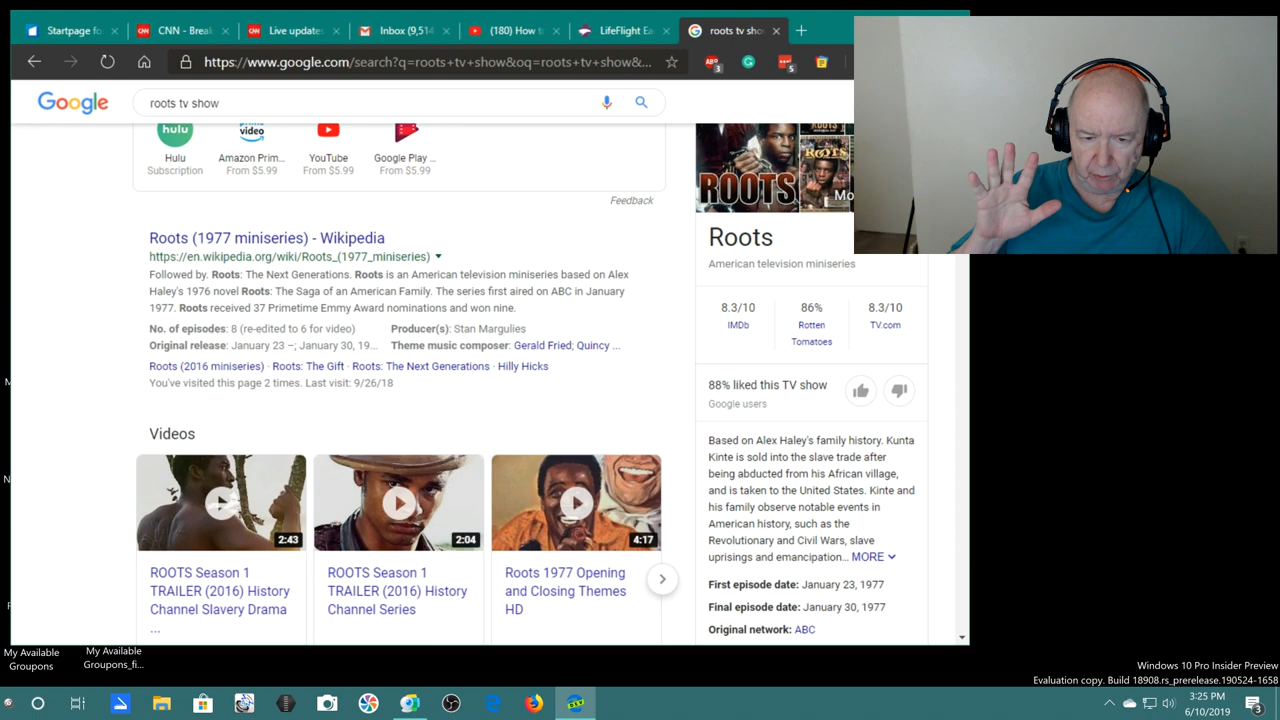 Startpage fo
CNN - Break
Live updates
Inbox (9,514
(180) How t
LifeFlight Ea
roots tv sho
https://www.google.com/search?q=roots+tv+show&oq=roots+tv+show&...
ABP 3
5
Google
roots tv show
hulu
prime video
Hulu
Amazon Prim...
YouTube
Google Play ...
Subscription
From $5.99
From $5.99
From $5.99
Feedback
Roots (1977 miniseries) - Wikipedia
https://en.wikipedia.org/wiki/Roots_(1977_miniseries)
Followed by. Roots: The Next Generations. Roots is an American television miniseries based on Alex
Haley's 1976 novel Roots: The Saga of an American Family. The series first aired on ABC in January
1977. Roots received 37 Primetime Emmy Award nominations and won nine.
No. of episodes: 8 (re-edited to 6 for video) Producer(s): Stan Margulies
Original release: January 23 –; January 30, 19... Theme music composer: Gerald Fried; Quincy ...
Roots (2016 miniseries) · Roots: The Gift · Roots: The Next Generations · Hilly Hicks
You've visited this page 2 times. Last visit: 9/26/18
Videos
2:43
2:04
4:17
ROOTS Season 1
TRAILER (2016) History
Channel Slavery Drama
...
ROOTS Season 1
TRAILER (2016) History
Channel Series
Roots 1977 Opening
and Closing Themes
HD
ROOTS
ROOTS
Mo
Roots
American television miniseries
8.3/10
IMDb
86%
Rotten
Tomatoes
8.3/10
TV.com
88% liked this TV show
Google users
Based on Alex Haley's family history. Kunta
Kinte is sold into the slave trade after
being abducted from his African village,
and is taken to the United States. Kinte and
his family observe notable events in
American history, such as the
Revolutionary and Civil Wars, slave
uprisings and emancipation... MORE
First episode date: January 23, 1977
Final episode date: January 30, 1977
Original network: ABC
My Available
Groupons
My Available
Groupons_fi...
Windows 10 Pro Insider Preview
Evaluation copy. Build 18908.rs_prerelease.190524-1658
3:25 PM
6/10/2019
3